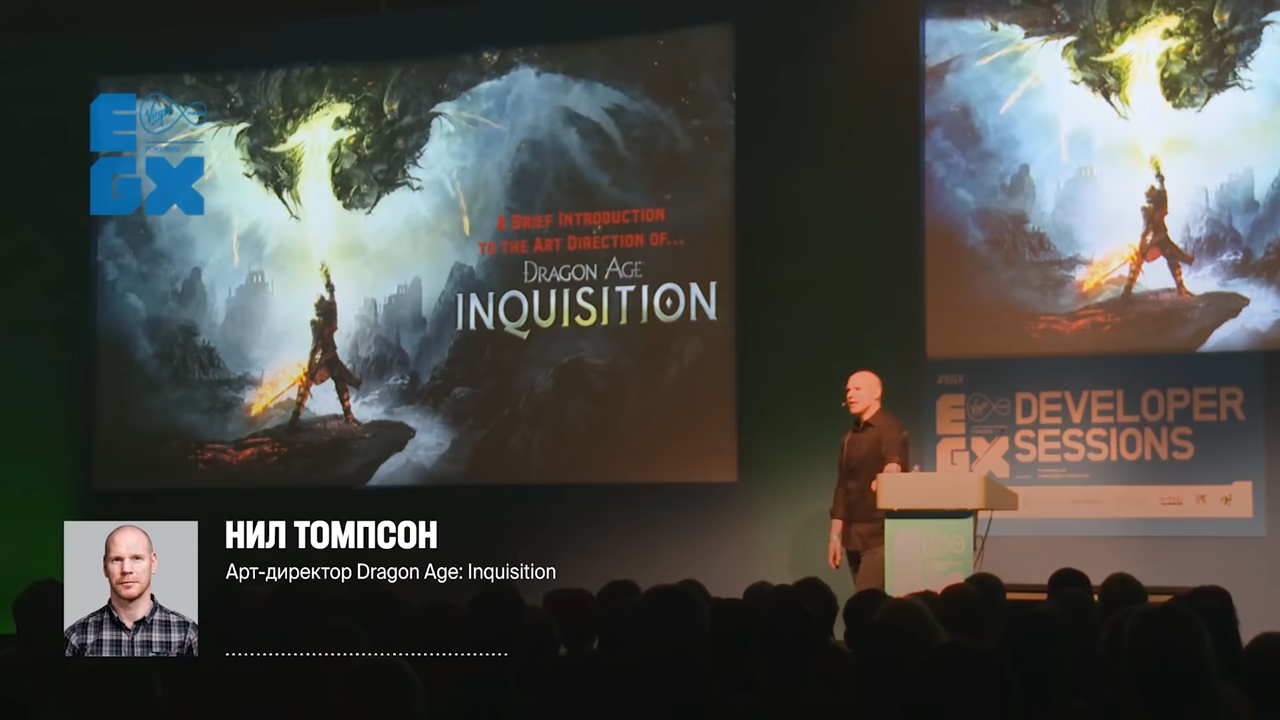 EGX
Virgin
A BRIEF INTRODUCTION
TO THE ART DIRECTION OF...
DRAGON AGE
INQUISITION
EGX
DEVELOPER
SESSIONS
НИЛ ТОМПСОН
Арт-директор Dragon Age: Inquisition